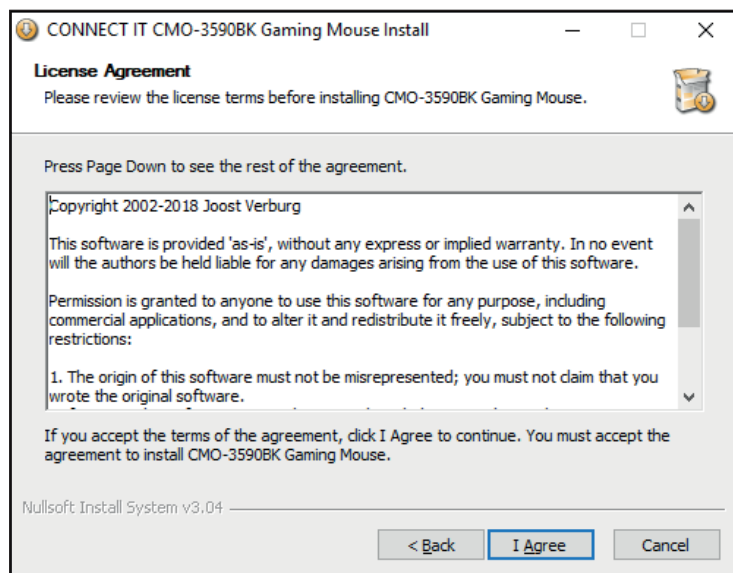 CONNECT IT CMO-3590BK Gaming Mouse Install
License Agreement
Please review the license terms before installing CMO-3590BK Gaming Mouse.
Press Page Down to see the rest of the agreement.
Copyright 2002-2018 Joost Verburg
This software is provided 'as-is', without any express or implied warranty. In no event
will the authors be held liable for any damages arising from the use of this software.
Permission is granted to anyone to use this software for any purpose, including
commercial applications, and to alter it and redistribute it freely, subject to the following
restrictions:
1. The origin of this software must not be misrepresented; you must not claim that you
wrote the original software.
If you accept the terms of the agreement, click I Agree to continue. You must accept the
agreement to install CMO-3590BK Gaming Mouse.
Nullsoft Install System v3.04
< Back
I Agree
Cancel